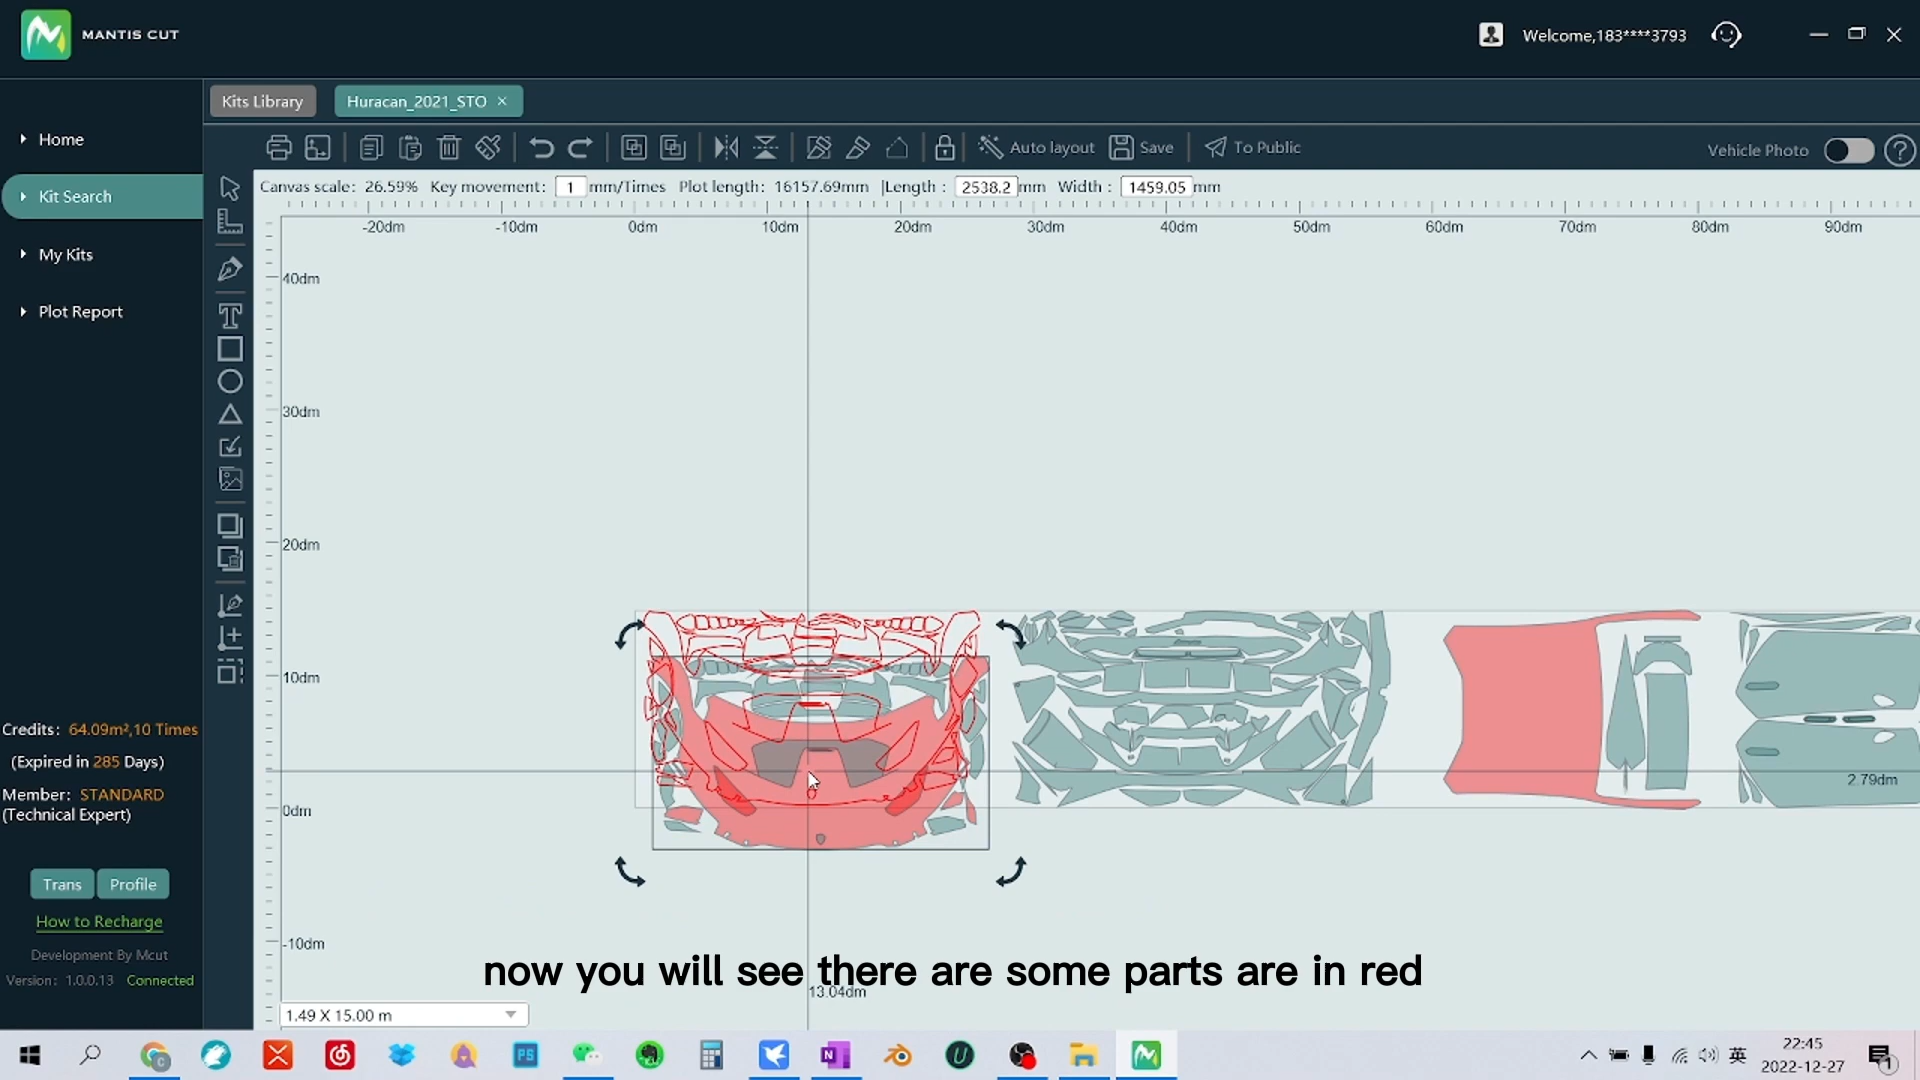 MANTIS CUT
Welcome,183****3793
Kits Library
Huracan_2021_STO ×
Home
Kit Search
My Kits
Plot Report
Auto layout
Save
To Public
Vehicle Photo
Canvas scale: 26.59% Key movement: 1 mm/Times Plot length: 16157.69mm |Length : 2538.2 mm Width : 1459.05 mm
-20dm -10dm 0dm 10dm 20dm 30dm 40dm 50dm 60dm 70dm 80dm 90dm
40dm
30dm
20dm
10dm
0dm
-10dm
2.79dm
13.04dm
Credits: 64.09m²,10 Times
(Expired in 285 Days)
Member: STANDARD
(Technical Expert)
Trans Profile
How to Recharge
Development By Mcut
Version: 1.0.0.13 Connected
now you will see there are some parts are in red
1.49 X 15.00 m
PS
英
22:45
2022-12-27
1